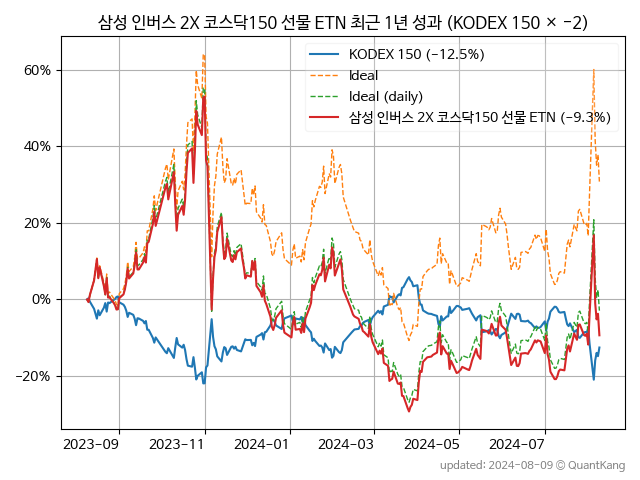 삼성 인버스 2X 코스닥150 선물 ETN 최근 1년 성과 (KODEX 150 × −2)
KODEX 150 (−12.5%)
Ideal
Ideal (daily)
삼성 인버스 2X 코스닥150 선물 ETN (−9.3%)
60%
40%
20%
0%
−20%
2023-09
2023-11
2024-01
2024-03
2024-05
2024-07
updated: 2024-08-09 © QuantKang